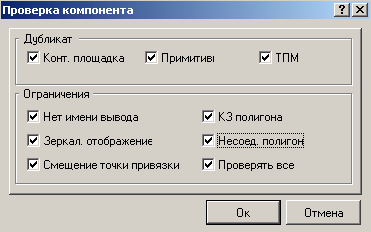 Проверка компонента
Дубликат
Конт. площадка Примитивы ТПМ
Ограничения
Нет имени вывода КЗ полигона
Зеркал. отображение Несоед. полигон
Смещение точки привязки Проверять все
Ок Отмена